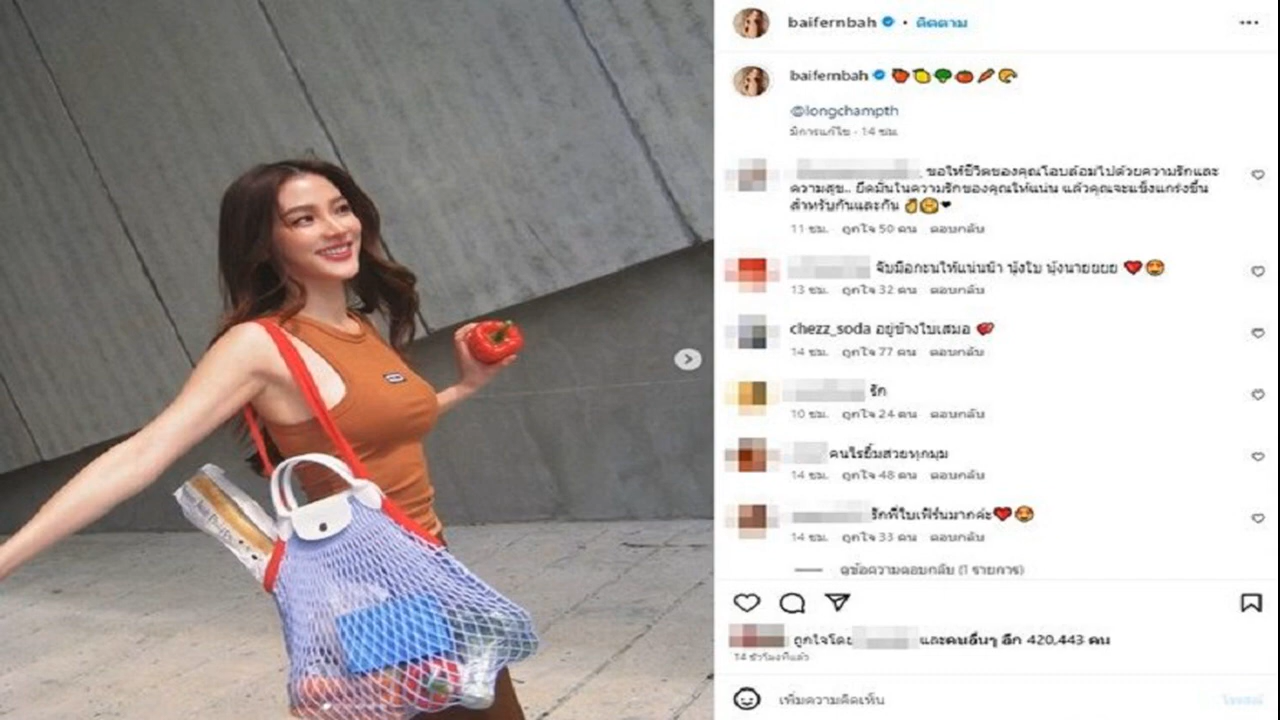 baifernbah • ติดตาม
baifernbah
@longchampth
มีการแก้ไข · 14 ชม.
ขอให้ชีวิตของคุณโอบล้อมไปด้วยความรักและ
ความสุข.. ยึดมั่นในความรักของคุณให้แน่น แล้วคุณจะแข็งแกร่งขึ้น
สำหรับกันและกัน
11 ชม. ถูกใจ 50 คน ตอบกลับ
จับมือกะนให้แน่นน้า นุ้งใบ นุ้งนายยยย
13 ชม. ถูกใจ 32 คน ตอบกลับ
chezz_soda อยู่ข้างใบเสมอ
14 ชม. ถูกใจ 77 คน ตอบกลับ
รัก
10 ชม. ถูกใจ 24 คน ตอบกลับ
คนไรยิ้มสวยทุกมุม
14 ชม. ถูกใจ 48 คน ตอบกลับ
รักพี่ใบเฟิร์นมากค่ะ
14 ชม. ถูกใจ 33 คน ตอบกลับ
ดูข้อความตอบกลับ (1 รายการ)
ถูกใจโดย และคนอื่นๆ อีก 420,443 คน
14 ชั่วโมงที่แล้ว
เพิ่มความคิดเห็น
โพสต์